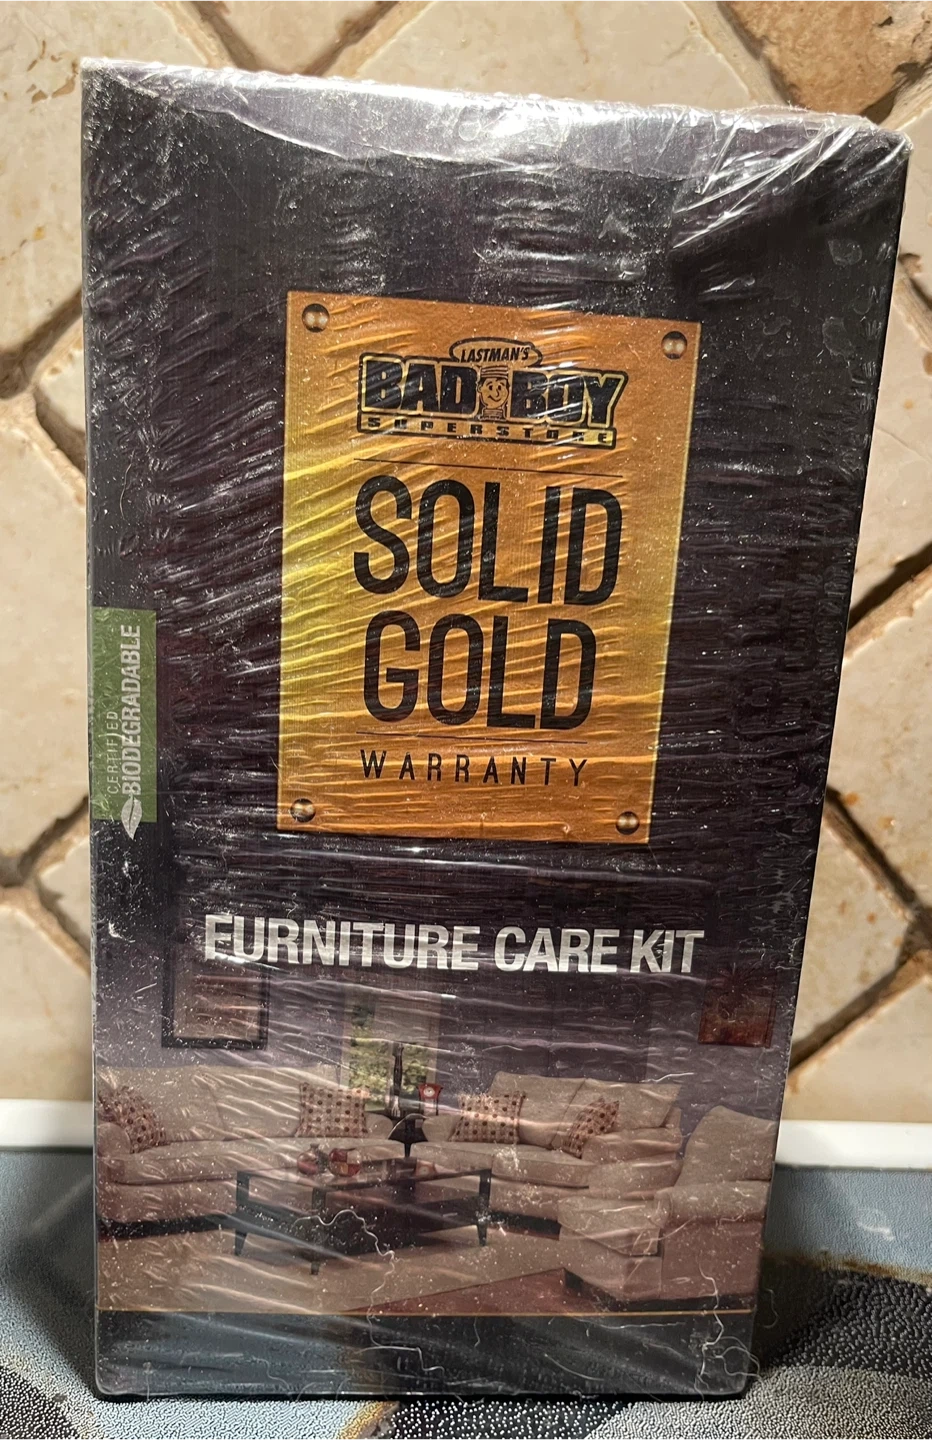 LASTMAN'S
BAD BOY
SUPERSTORE
SOLID
GOLD
WARRANTY
CERTIFIED
BIODEGRADABLE
FURNITURE CARE KIT